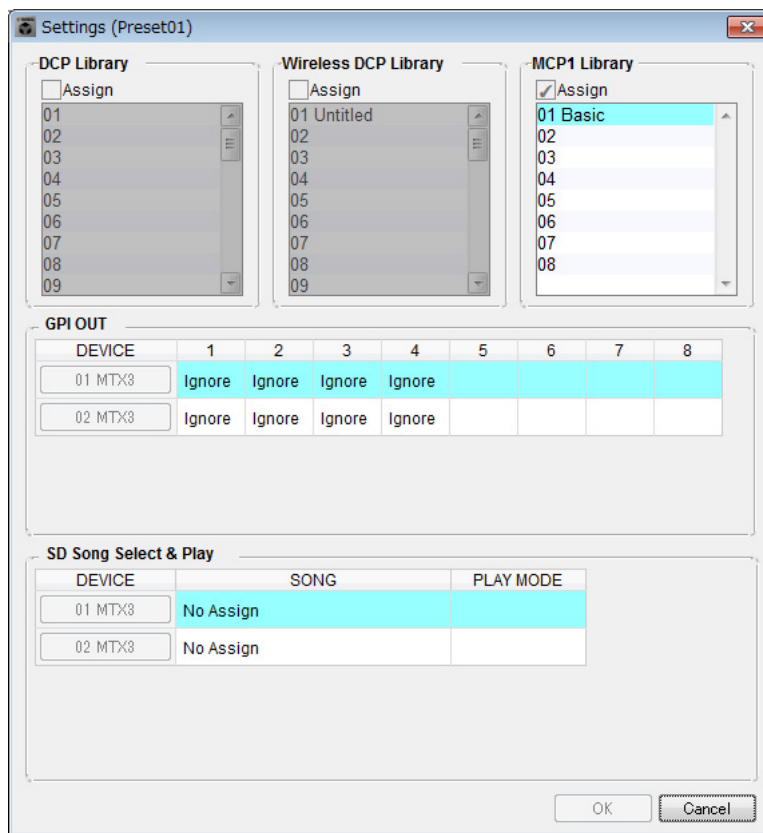 Settings (Preset01)
DCP Library
Assign
01
02
03
04
05
06
07
08
09
Wireless DCP Library
Assign
01 Untitled
02
03
04
05
06
07
08
09
MCP1 Library
Assign
01 Basic
02
03
04
05
06
07
08
GPI OUT
DEVICE 1 2 3 4 5 6 7 8
01 MTX3 Ignore Ignore Ignore Ignore
02 MTX3 Ignore Ignore Ignore Ignore
SD Song Select & Play
DEVICE SONG PLAY MODE
01 MTX3 No Assign
02 MTX3 No Assign
OK Cancel